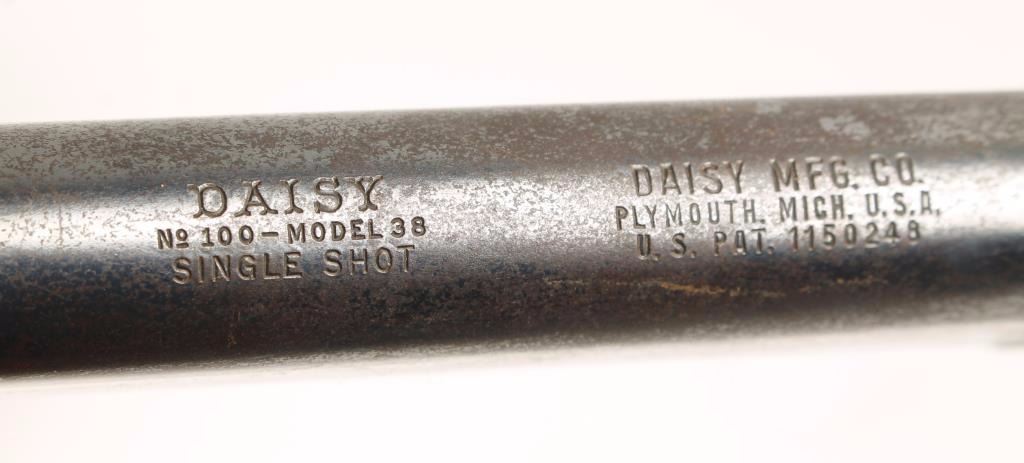 DAISY
No 100-MODEL 38
SINGLE SHOT
DAISY MFG. CO.
PLYMOUTH. MICH. U.S.A.
U.S. PAT. 1150248